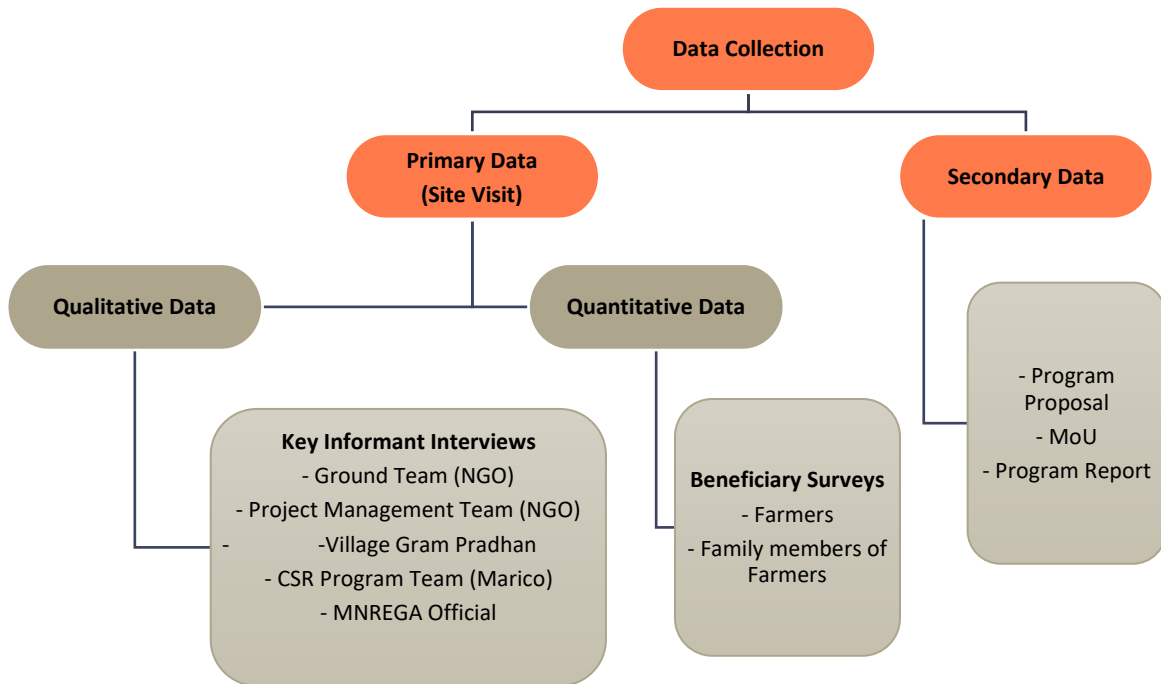 Data Collection
Primary Data
(Site Visit)
Secondary Data
Qualitative Data
Quantitative Data
Key Informant Interviews
- Ground Team (NGO)
- Project Management Team (NGO)
- -Village Gram Pradhan
- CSR Program Team (Marico)
- MNREGA Official
Beneficiary Surveys
- Farmers
- Family members of
Farmers
- Program
Proposal
- MoU
- Program Report